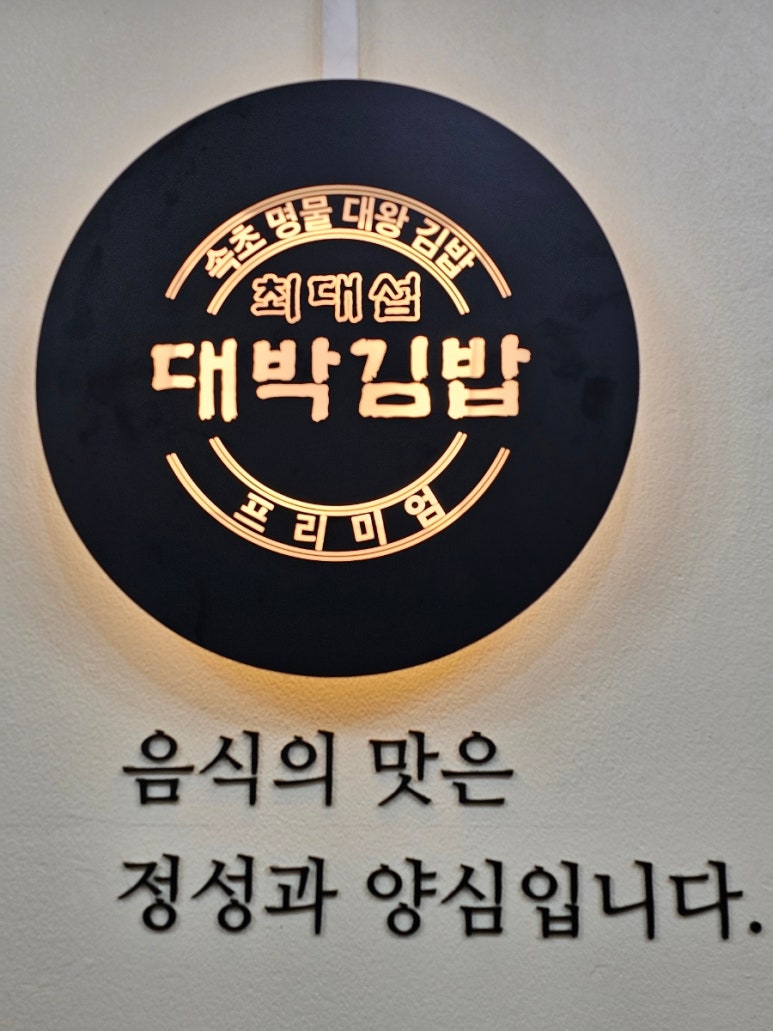 속초 명물 대왕 김밥
최대섭
대박김밥
프리미엄
음식의 맛은
정성과 양심입니다.